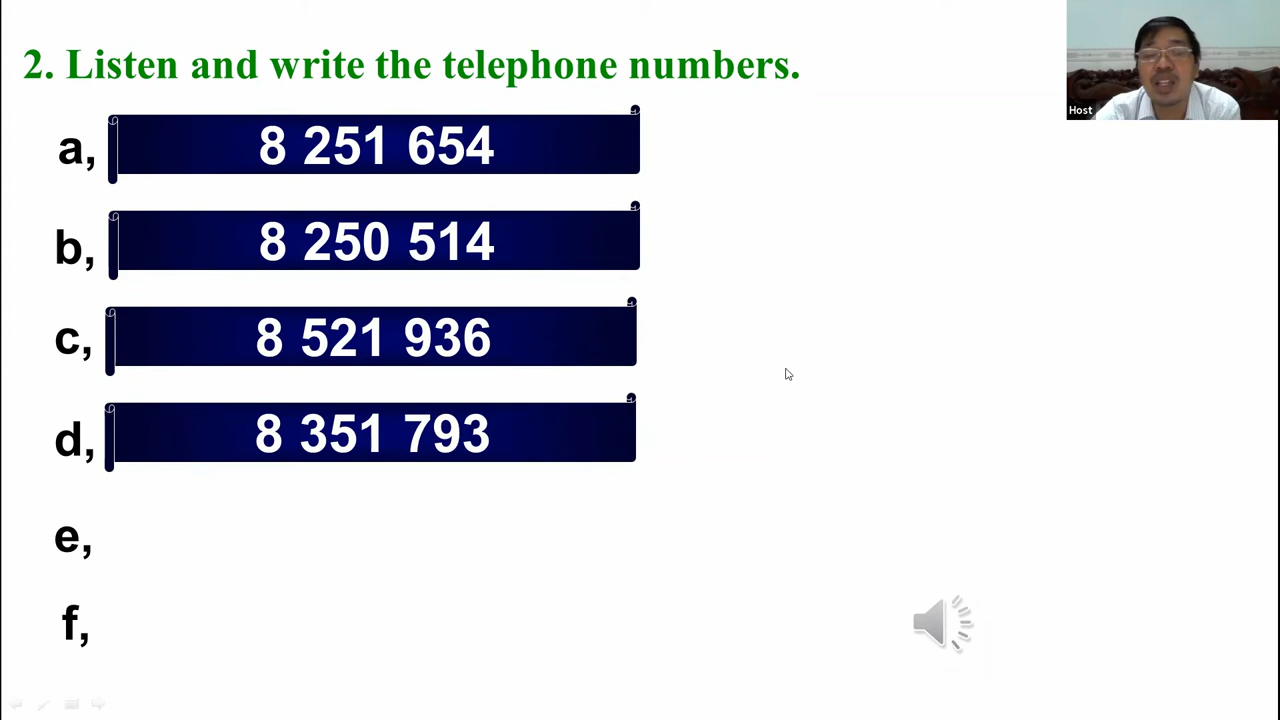 2. Listen and write the telephone numbers.
Host
a, 8 251 654
b, 8 250 514
c, 8 521 936
d, 8 351 793
e,
f,